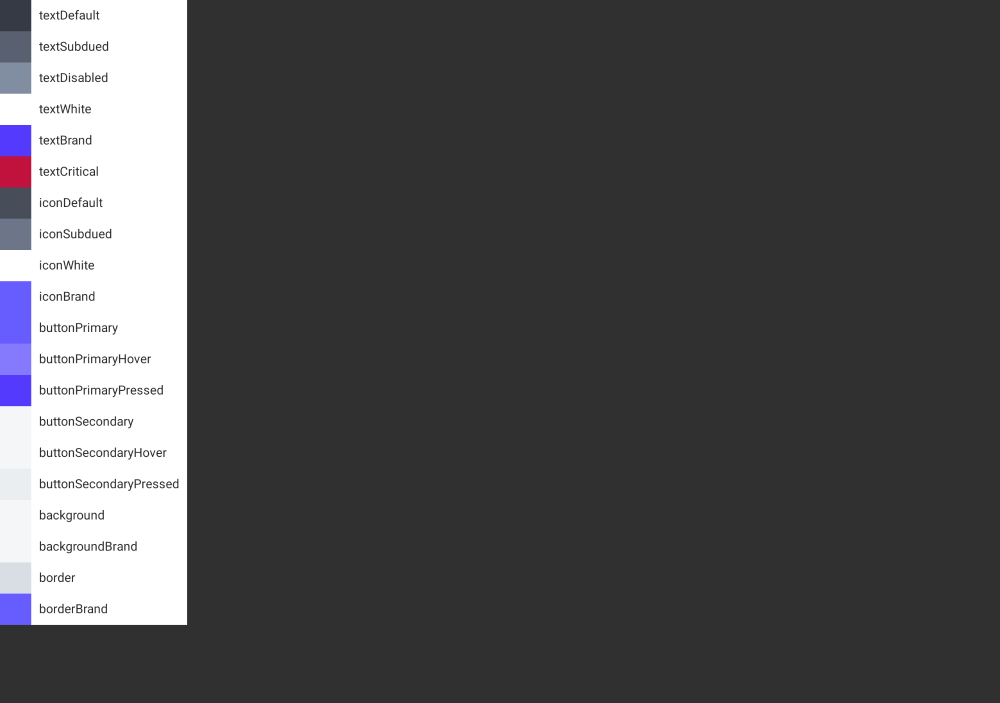 textDefault
textSubdued
textDisabled
textWhite
textBrand
textCritical
iconDefault
iconSubdued
iconWhite
iconBrand
buttonPrimary
buttonPrimaryHover
buttonPrimaryPressed
buttonSecondary
buttonSecondaryHover
buttonSecondaryPressed
background
backgroundBrand
border
borderBrand